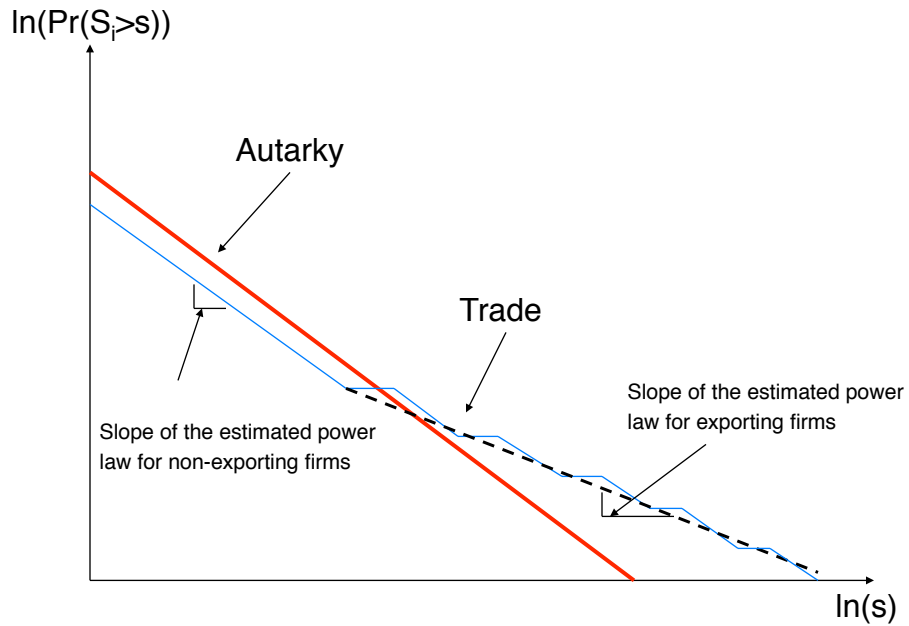 ln(Pr(Si>s))
Autarky
Trade
Slope of the estimated power
law for exporting firms
Slope of the estimated power
law for non-exporting firms
ln(s)